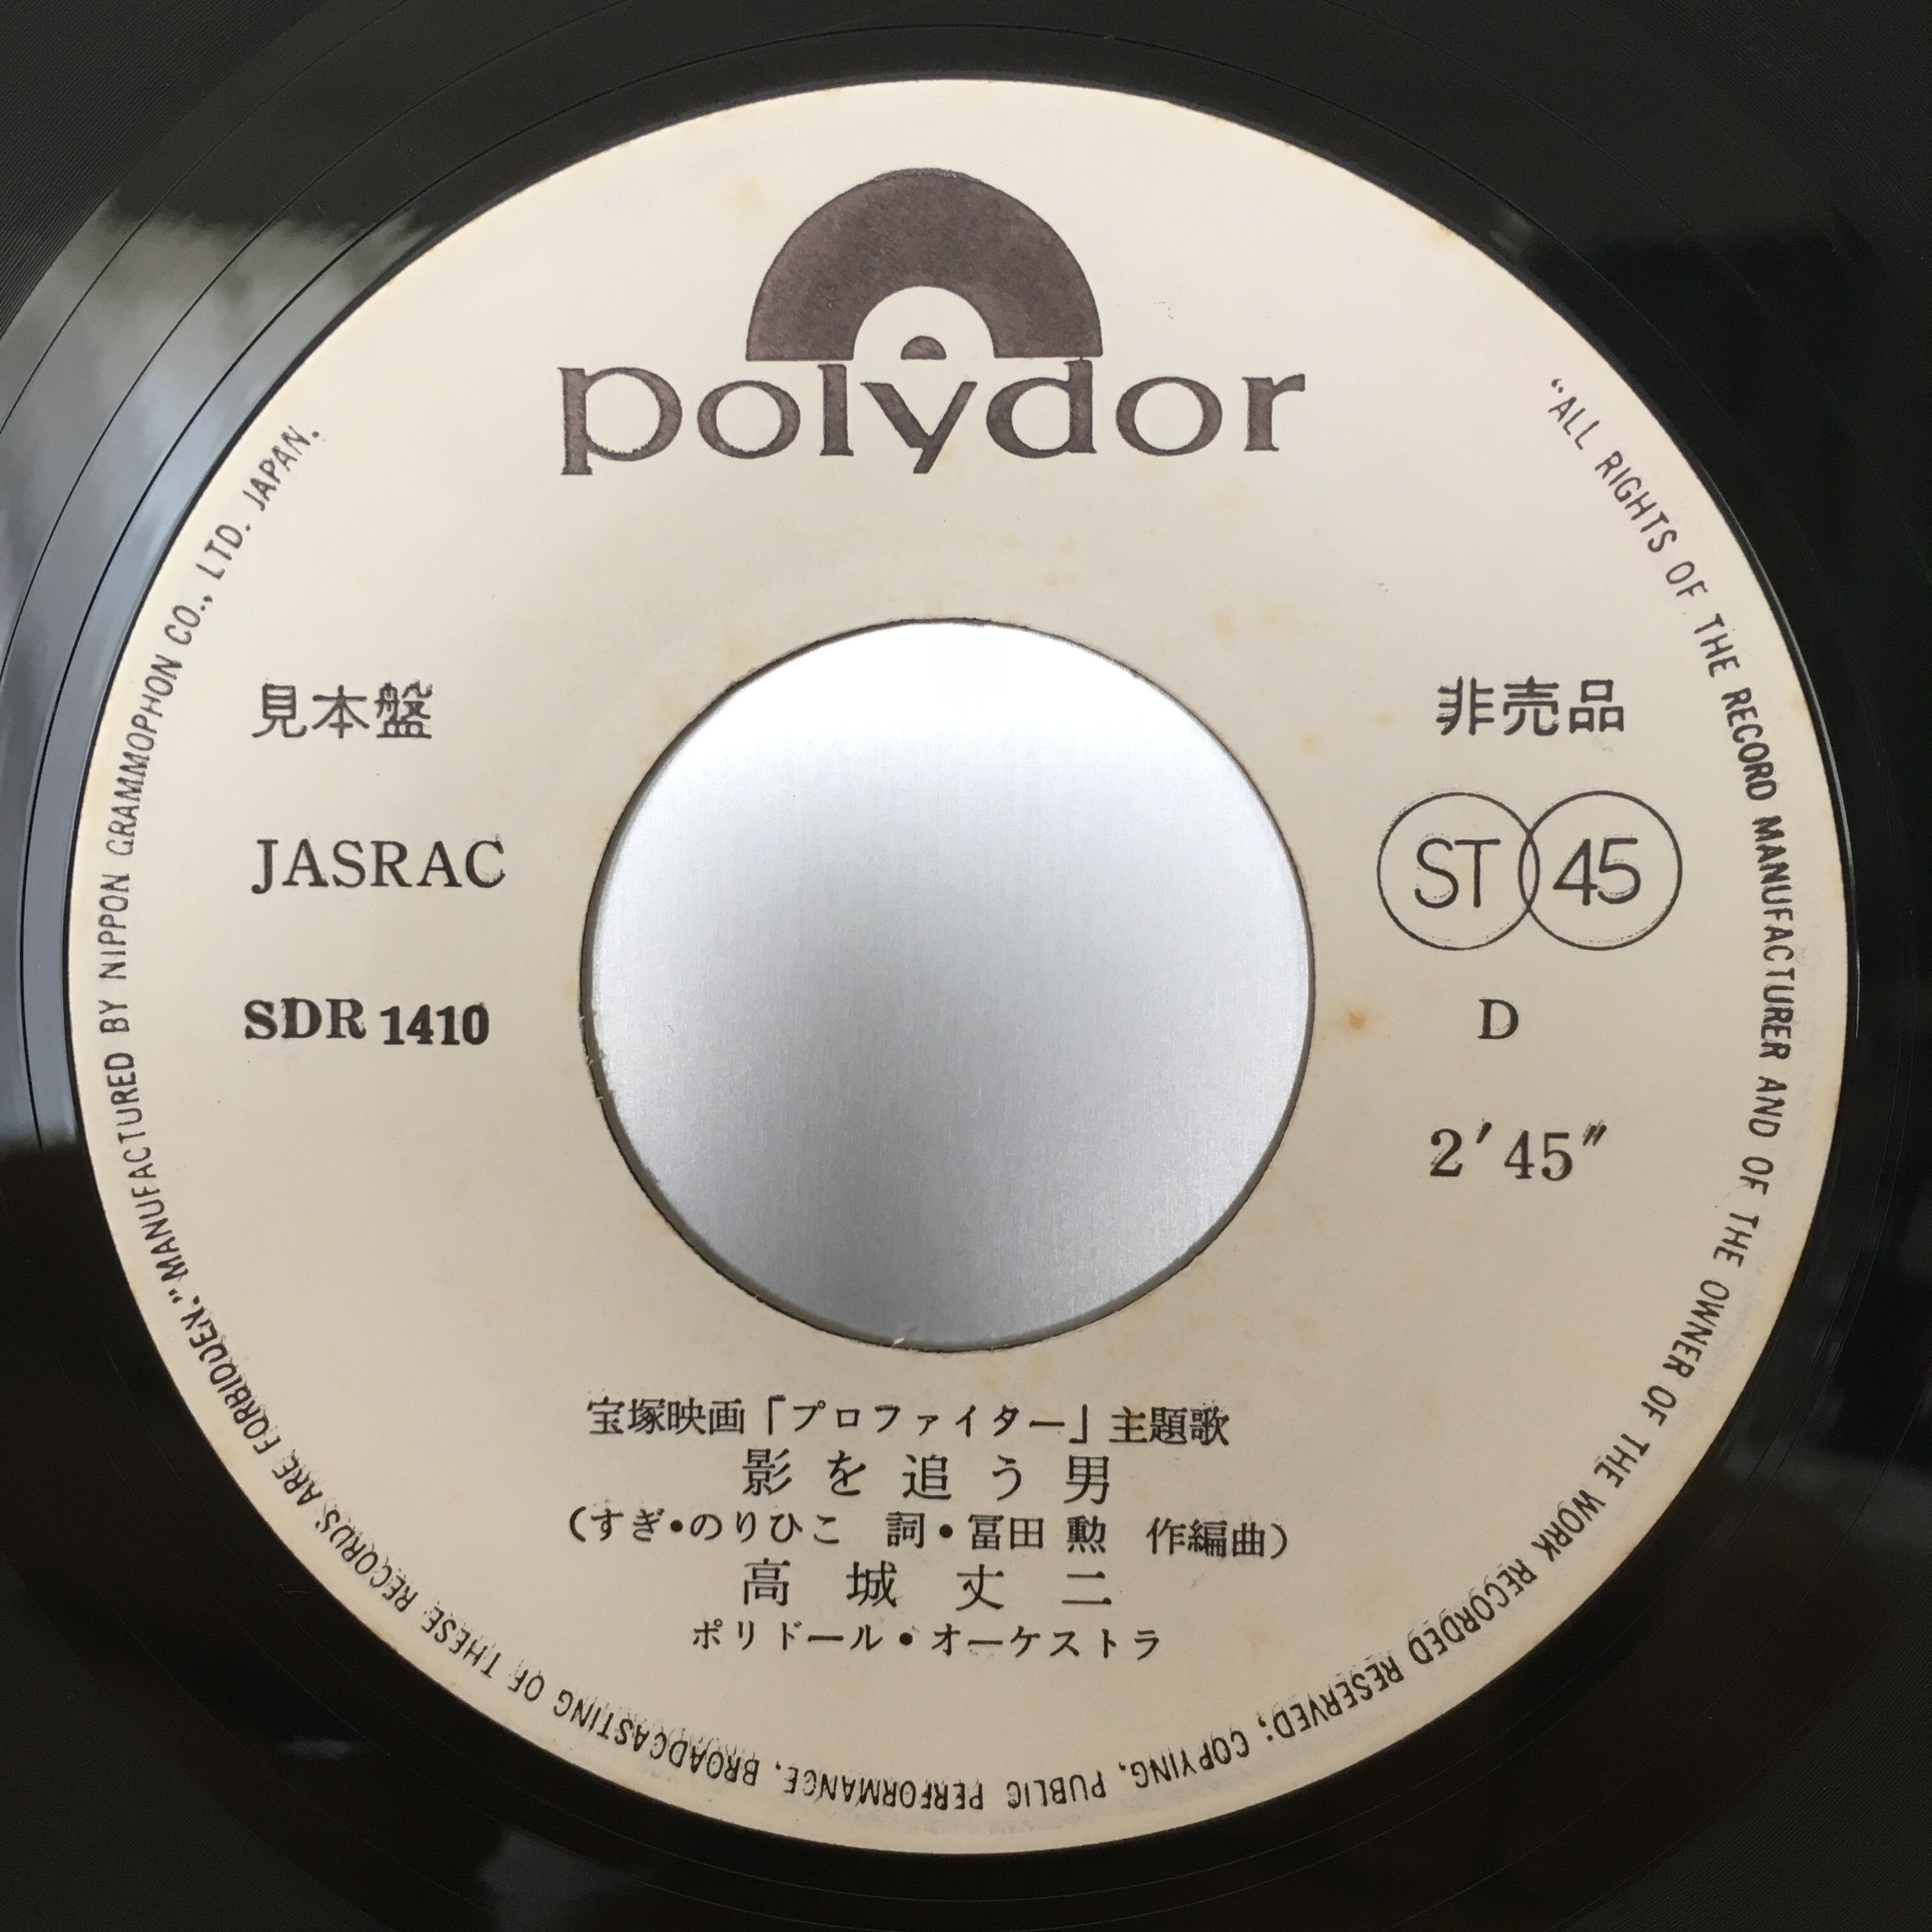 polydor
見本盤
非売品
JASRAC
ST 45
SDR 1410
D
2′45″
宝塚映画「プロファイター」主題歌
影を追う男
(すぎ・のりひこ 詞・冨田 勲 作編曲)
高城丈二
ポリドール・オーケストラ
“ALL RIGHTS OF THE RECORD MANUFACTURER AND OF THE OWNER OF THE WORK RECORDED RESERVED; COPYING, PUBLIC PERFORMANCE, BROADCASTING OF THESE RECORDS ARE FORBIDDEN.” MANUFACTURED BY NIPPON GRAMMOPHON CO., LTD. JAPAN.